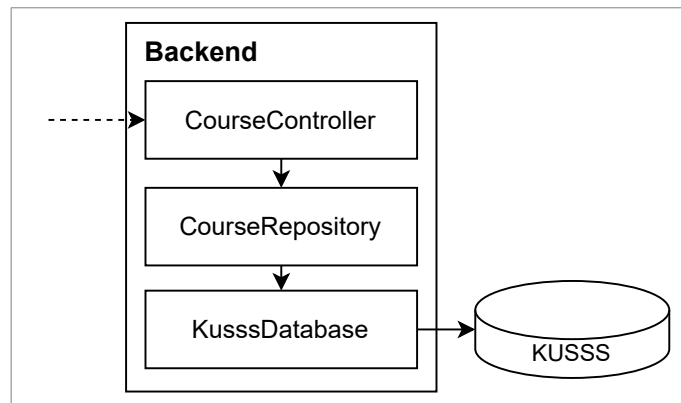 Backend
CourseController
CourseRepository
KusssDatabase
KUSSS